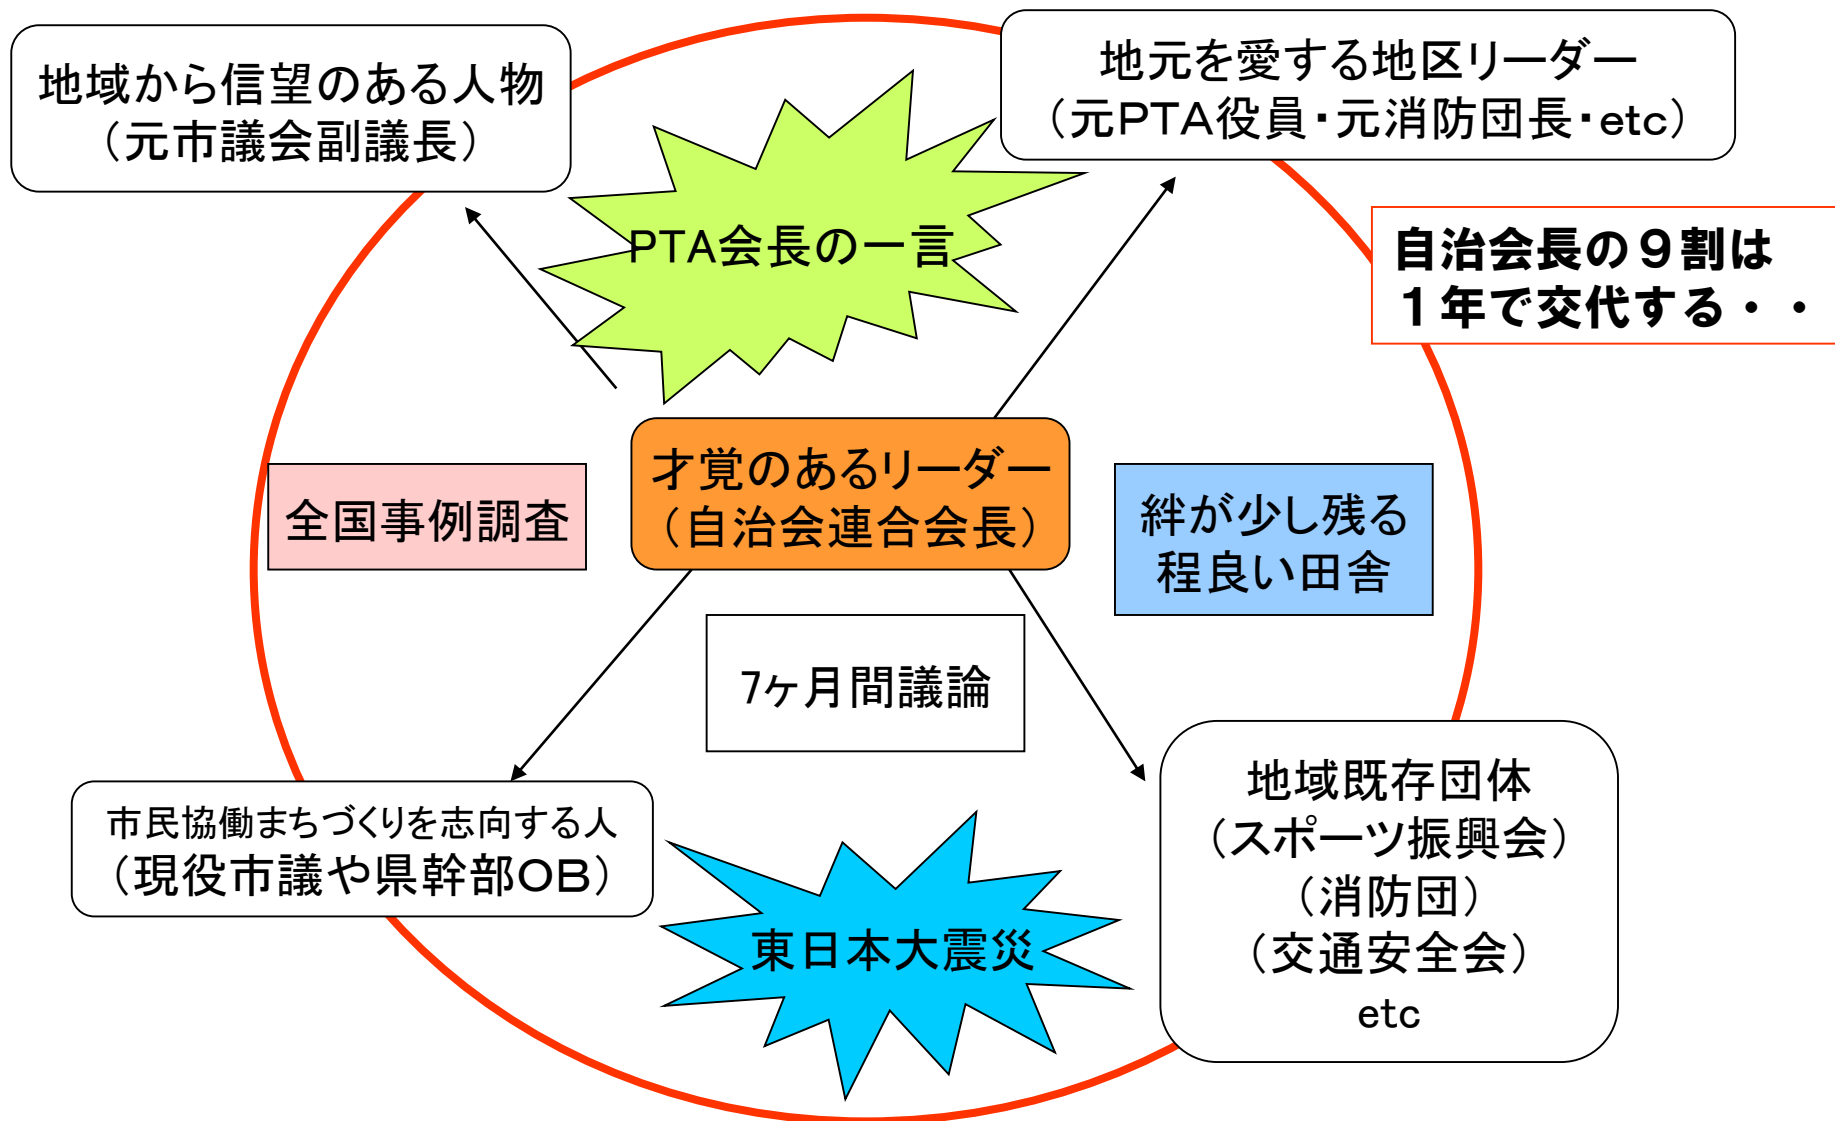 地域から信望のある人物
（元市議会副議長）
地元を愛する地区リーダー
（元PTA役員・元消防団長・etc）
PTA会長の一言
自治会長の９割は
１年で交代する・・
才覚のあるリーダー
（自治会連合会長）
全国事例調査
絆が少し残る
程良い田舎
7ヶ月間議論
市民協働まちづくりを志向する人
（現役市議や県幹部OB）
東日本大震災
地域既存団体
（スポーツ振興会）
（消防団）
（交通安全会）
etc